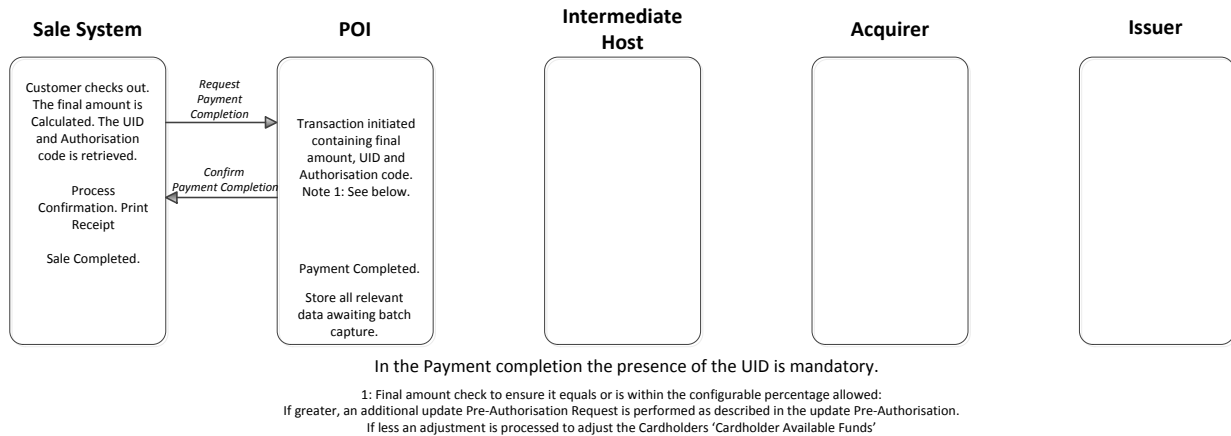 Sale System
POI
Intermediate
Host
Acquirer
Issuer
Customer checks out.
The final amount is
Calculated. The UID
and Authorisation
code is retrieved.
Process
Confirmation. Print
Receipt
Sale Completed.
Request
Payment
Completion
Confirm
Payment Completion
Transaction initiated
containing final
amount, UID and
Authorisation code.
Note 1: See below.
Payment Completed.
Store all relevant
data awaiting batch
capture.
In the Payment completion the presence of the UID is mandatory.
1: Final amount check to ensure it equals or is within the configurable percentage allowed:
If greater, an additional update Pre-Authorisation Request is performed as described in the update Pre-Authorisation.
If less an adjustment is processed to adjust the Cardholders ‘Cardholder Available Funds’